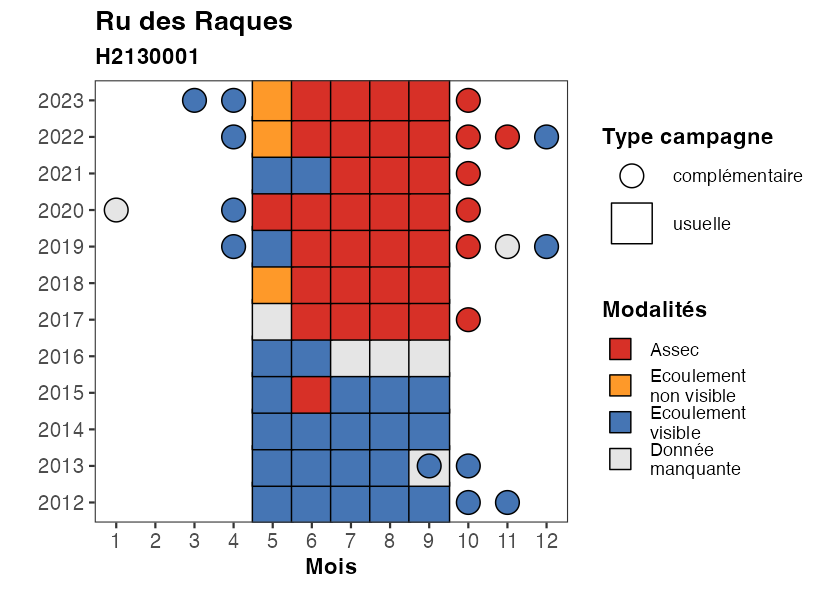 Ru des Raques
H2130001
2023
2022
2021
2020
2019
2018
2017
2016
2015
2014
2013
2012
1 2 3 4 5 6 7 8 9 10 11 12
Mois
Type campagne
complémentaire
usuelle
Modalités
Assec
Ecoulement
non visible
Ecoulement
visible
Donnée
manquante